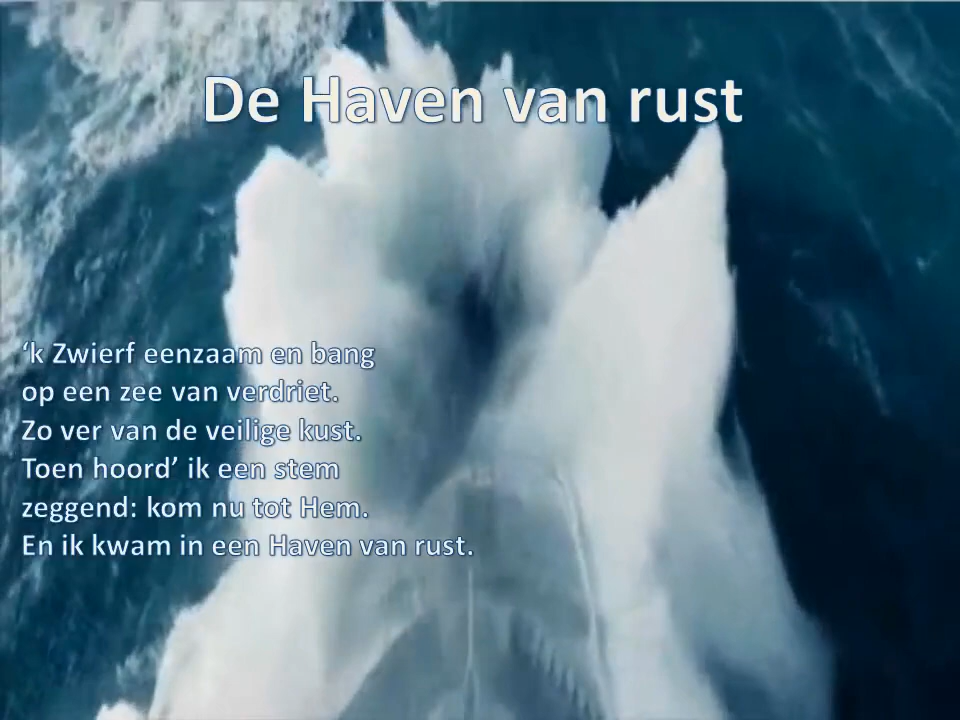 De Haven van rust
‘k Zwierf eenzaam en bang
op een zee van verdriet.
Zo ver van de veilige kust.
Toen hoord’ ik een stem
zeggend: kom nu tot Hem.
En ik kwam in een Haven van rust.